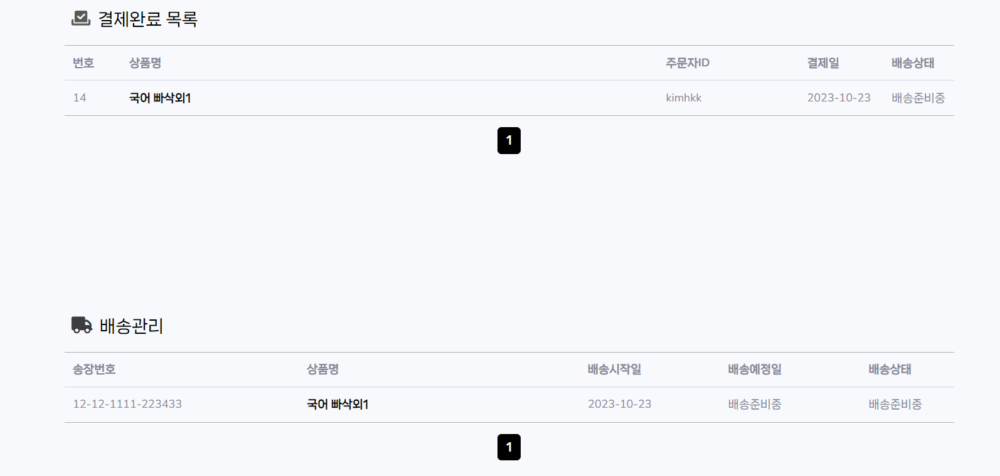 결제완료 목록
번호 상품명 주문자ID 결제일 배송상태
14 국어 빠삭외1 kimhkk 2023-10-23 배송준비중
1
배송관리
송장번호 상품명 배송시작일 배송예정일 배송상태
12-12-1111-223433 국어 빠삭외1 2023-10-23 배송준비중 배송준비중
1